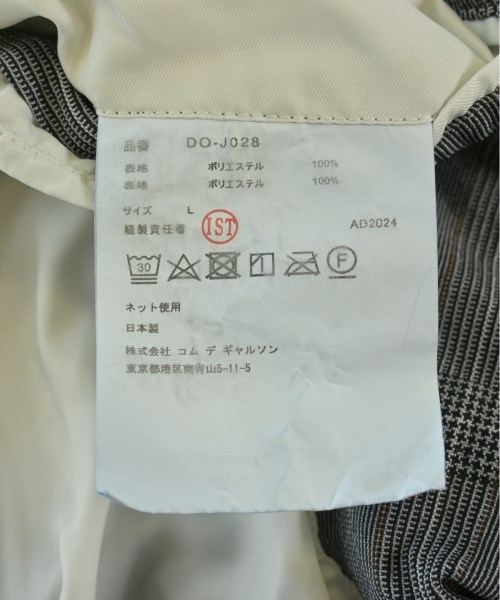 品番 DO-J028
表地 ポリエステル 100%
表地 ポリエステル 100%
サイズ L
縫製責任者 IST AD2024
30 F
ネット使用
日本製
株式会社 コム デ ギャルソン
東京都港区南青山5-11-5